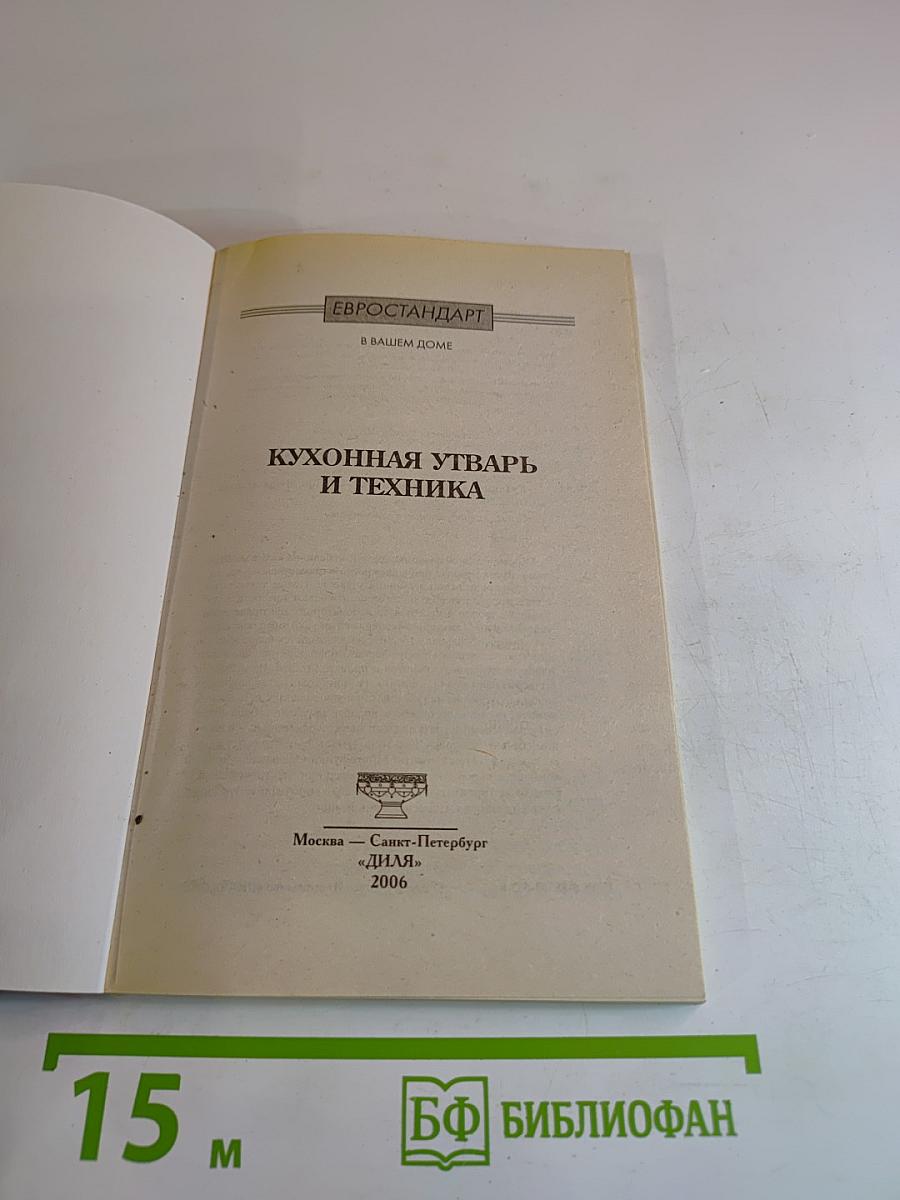 ЕВРОСТАНДАРТ
В ВАШЕМ ДОМЕ
КУХОННАЯ УТВАРЬ
И ТЕХНИКА
Москва — Санкт-Петербург
«ДИЛЯ»
2006
15 м
БФ БИБЛИОФАН